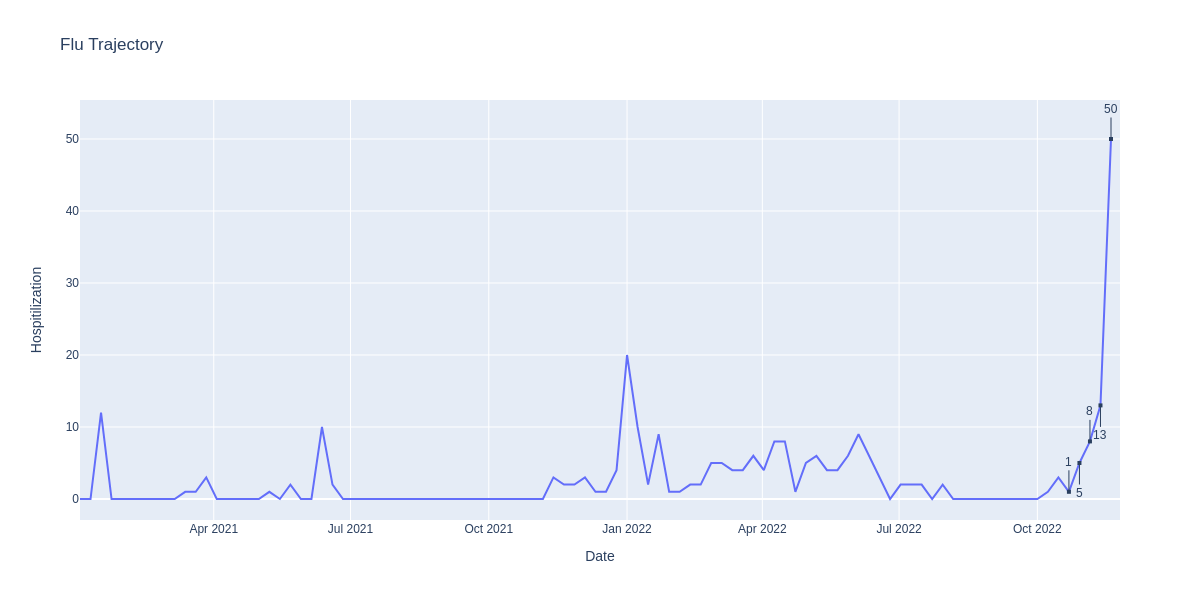 Flu Trajectory
50
50
40
30
20
10
0
8
13
1
5
Hospitilization
Apr 2021
Jul 2021
Oct 2021
Jan 2022
Apr 2022
Jul 2022
Oct 2022
Date